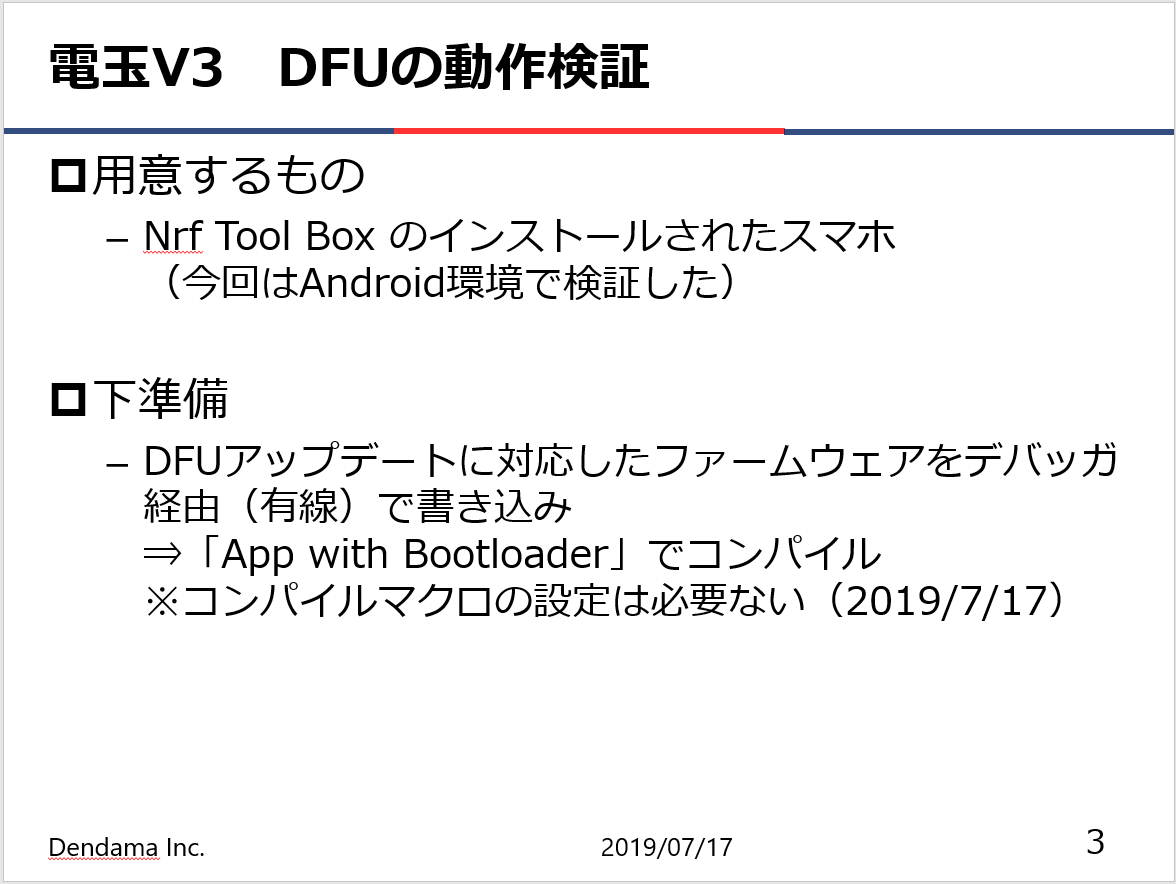 電玉V3　DFUの動作検証
用意するもの
– Nrf Tool Box のインストールされたスマホ
（今回はAndroid環境で検証した）
下準備
– DFUアップデートに対応したファームウェアをデバッガ
経由（有線）で書き込み
⇒「App with Bootloader」でコンパイル
※コンパイルマクロの設定は必要ない（2019/7/17）
Dendama Inc.
2019/07/17
3